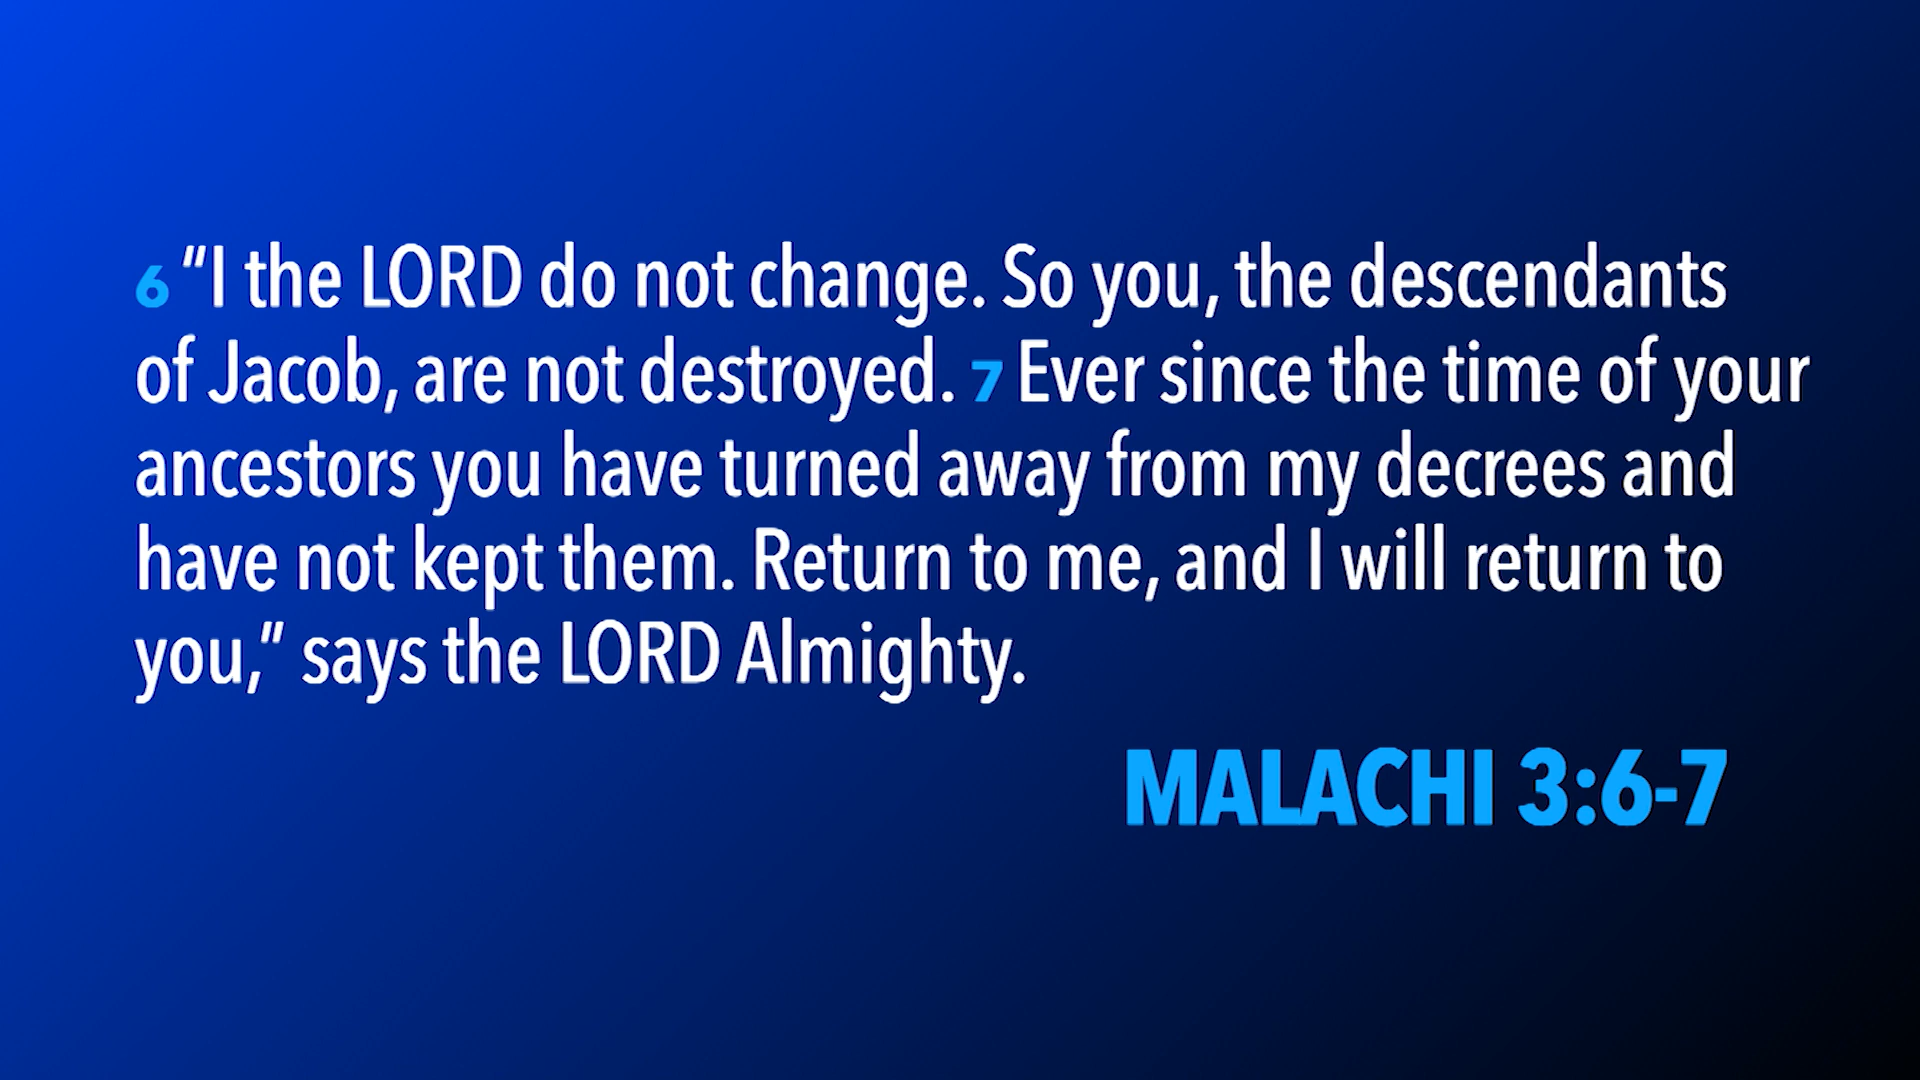 6 “I the LORD do not change. So you, the descendants
of Jacob, are not destroyed. 7 Ever since the time of your
ancestors you have turned away from my decrees and
have not kept them. Return to me, and I will return to
you,” says the LORD Almighty.
MALACHI 3:6-7